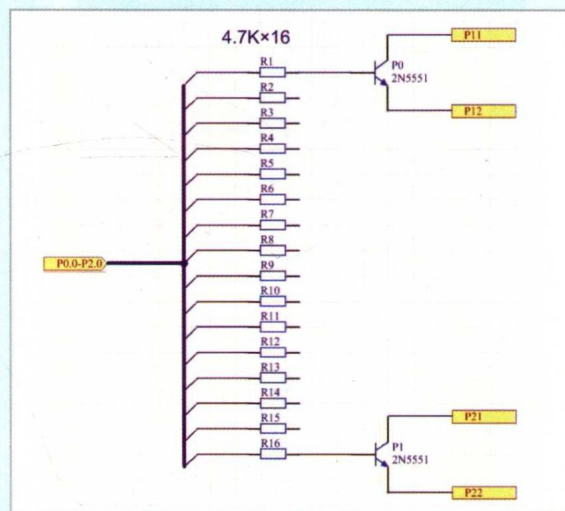 4.7K×16
R1
P11
P0
2N5551
R2
P12
R3
R4
R5
R6
R7
R8
P0.0-P2.0
R9
R10
R11
R12
R13
R14
P21
R15
R16
P1
2N5551
P22